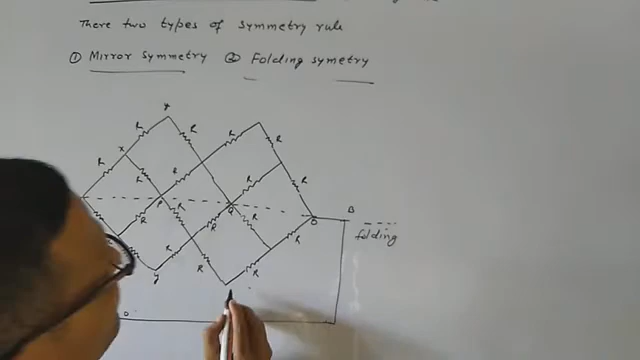 There two types of symmetry rule
① Mirror Symmetry ② Folding symetry
y
R R R R
X
R R R R
P Q B
R R R R O
folding
R R R
y R R